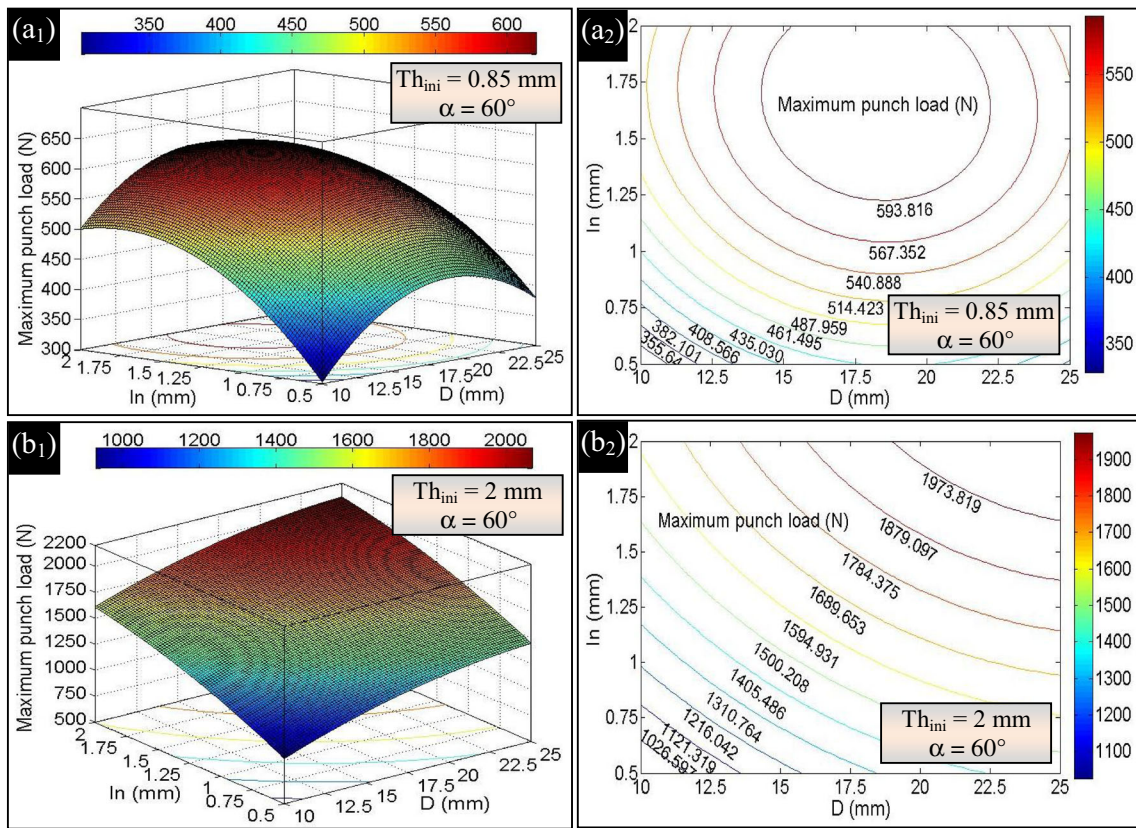 (a1)
350 400 450 500 550 600
Th_ini = 0.85 mm
α = 60°
Maximum punch load (N)
650
600
550
500
450
400
350
300
2 1.75 1.5 1.25 1 0.75 0.5
In (mm)
10 12.5 15 17.5 20 22.5 25
D (mm)
(a2)
2
1.75
1.5
1.25
1
0.75
0.5
In (mm)
Maximum punch load (N)
593.816
567.352
540.888
514.423
487.959
461.495
435.030
408.566
382.101
355.64
Th_ini = 0.85 mm
α = 60°
10 12.5 15 17.5 20 22.5 25
D (mm)
550
500
450
400
350
(b1)
1000 1200 1400 1600 1800 2000
Th_ini = 2 mm
α = 60°
Maximum punch load (N)
2200
2000
1750
1500
1250
1000
750
500
2 1.75 1.5 1.25 1 0.75 0.5
In (mm)
10 12.5 15 17.5 20 22.5 25
D (mm)
(b2)
2
1.75
1.5
1.25
1
0.75
0.5
In (mm)
Maximum punch load (N)
1973.819
1879.097
1784.375
1689.653
1594.931
1500.208
1405.486
1310.764
1216.042
1121.319
1026.597
Th_ini = 2 mm
α = 60°
10 12.5 15 17.5 20 22.5 25
D (mm)
1900
1800
1700
1600
1500
1400
1300
1200
1100